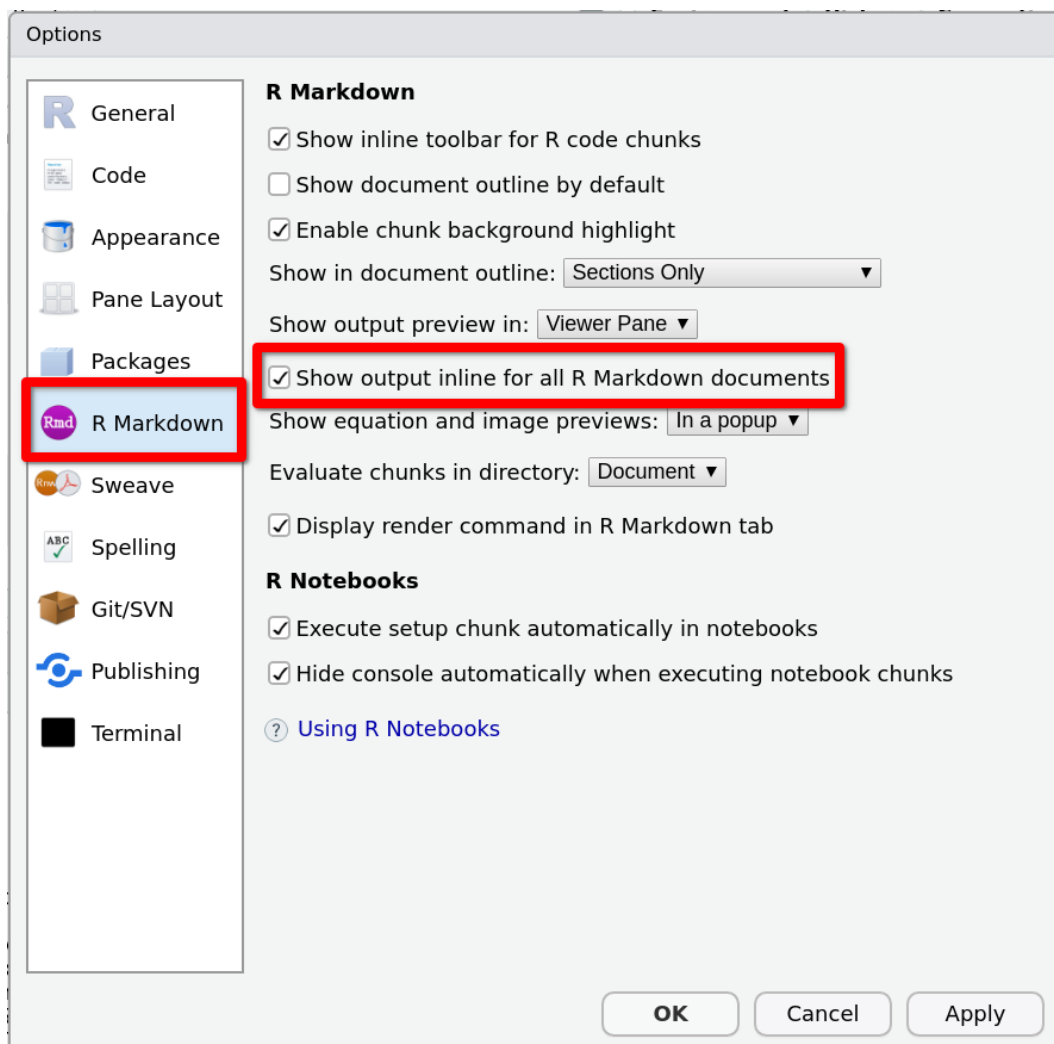 Options
General
Code
Appearance
Pane Layout
Packages
Rmd R Markdown
Rnw Sweave
ABC Spelling
Git/SVN
Publishing
Terminal
R Markdown
Show inline toolbar for R code chunks
Show document outline by default
Enable chunk background highlight
Show in document outline: Sections Only
Show output preview in: Viewer Pane
Show output inline for all R Markdown documents
Show equation and image previews: In a popup
Evaluate chunks in directory: Document
Display render command in R Markdown tab
R Notebooks
Execute setup chunk automatically in notebooks
Hide console automatically when executing notebook chunks
? Using R Notebooks
OK Cancel Apply